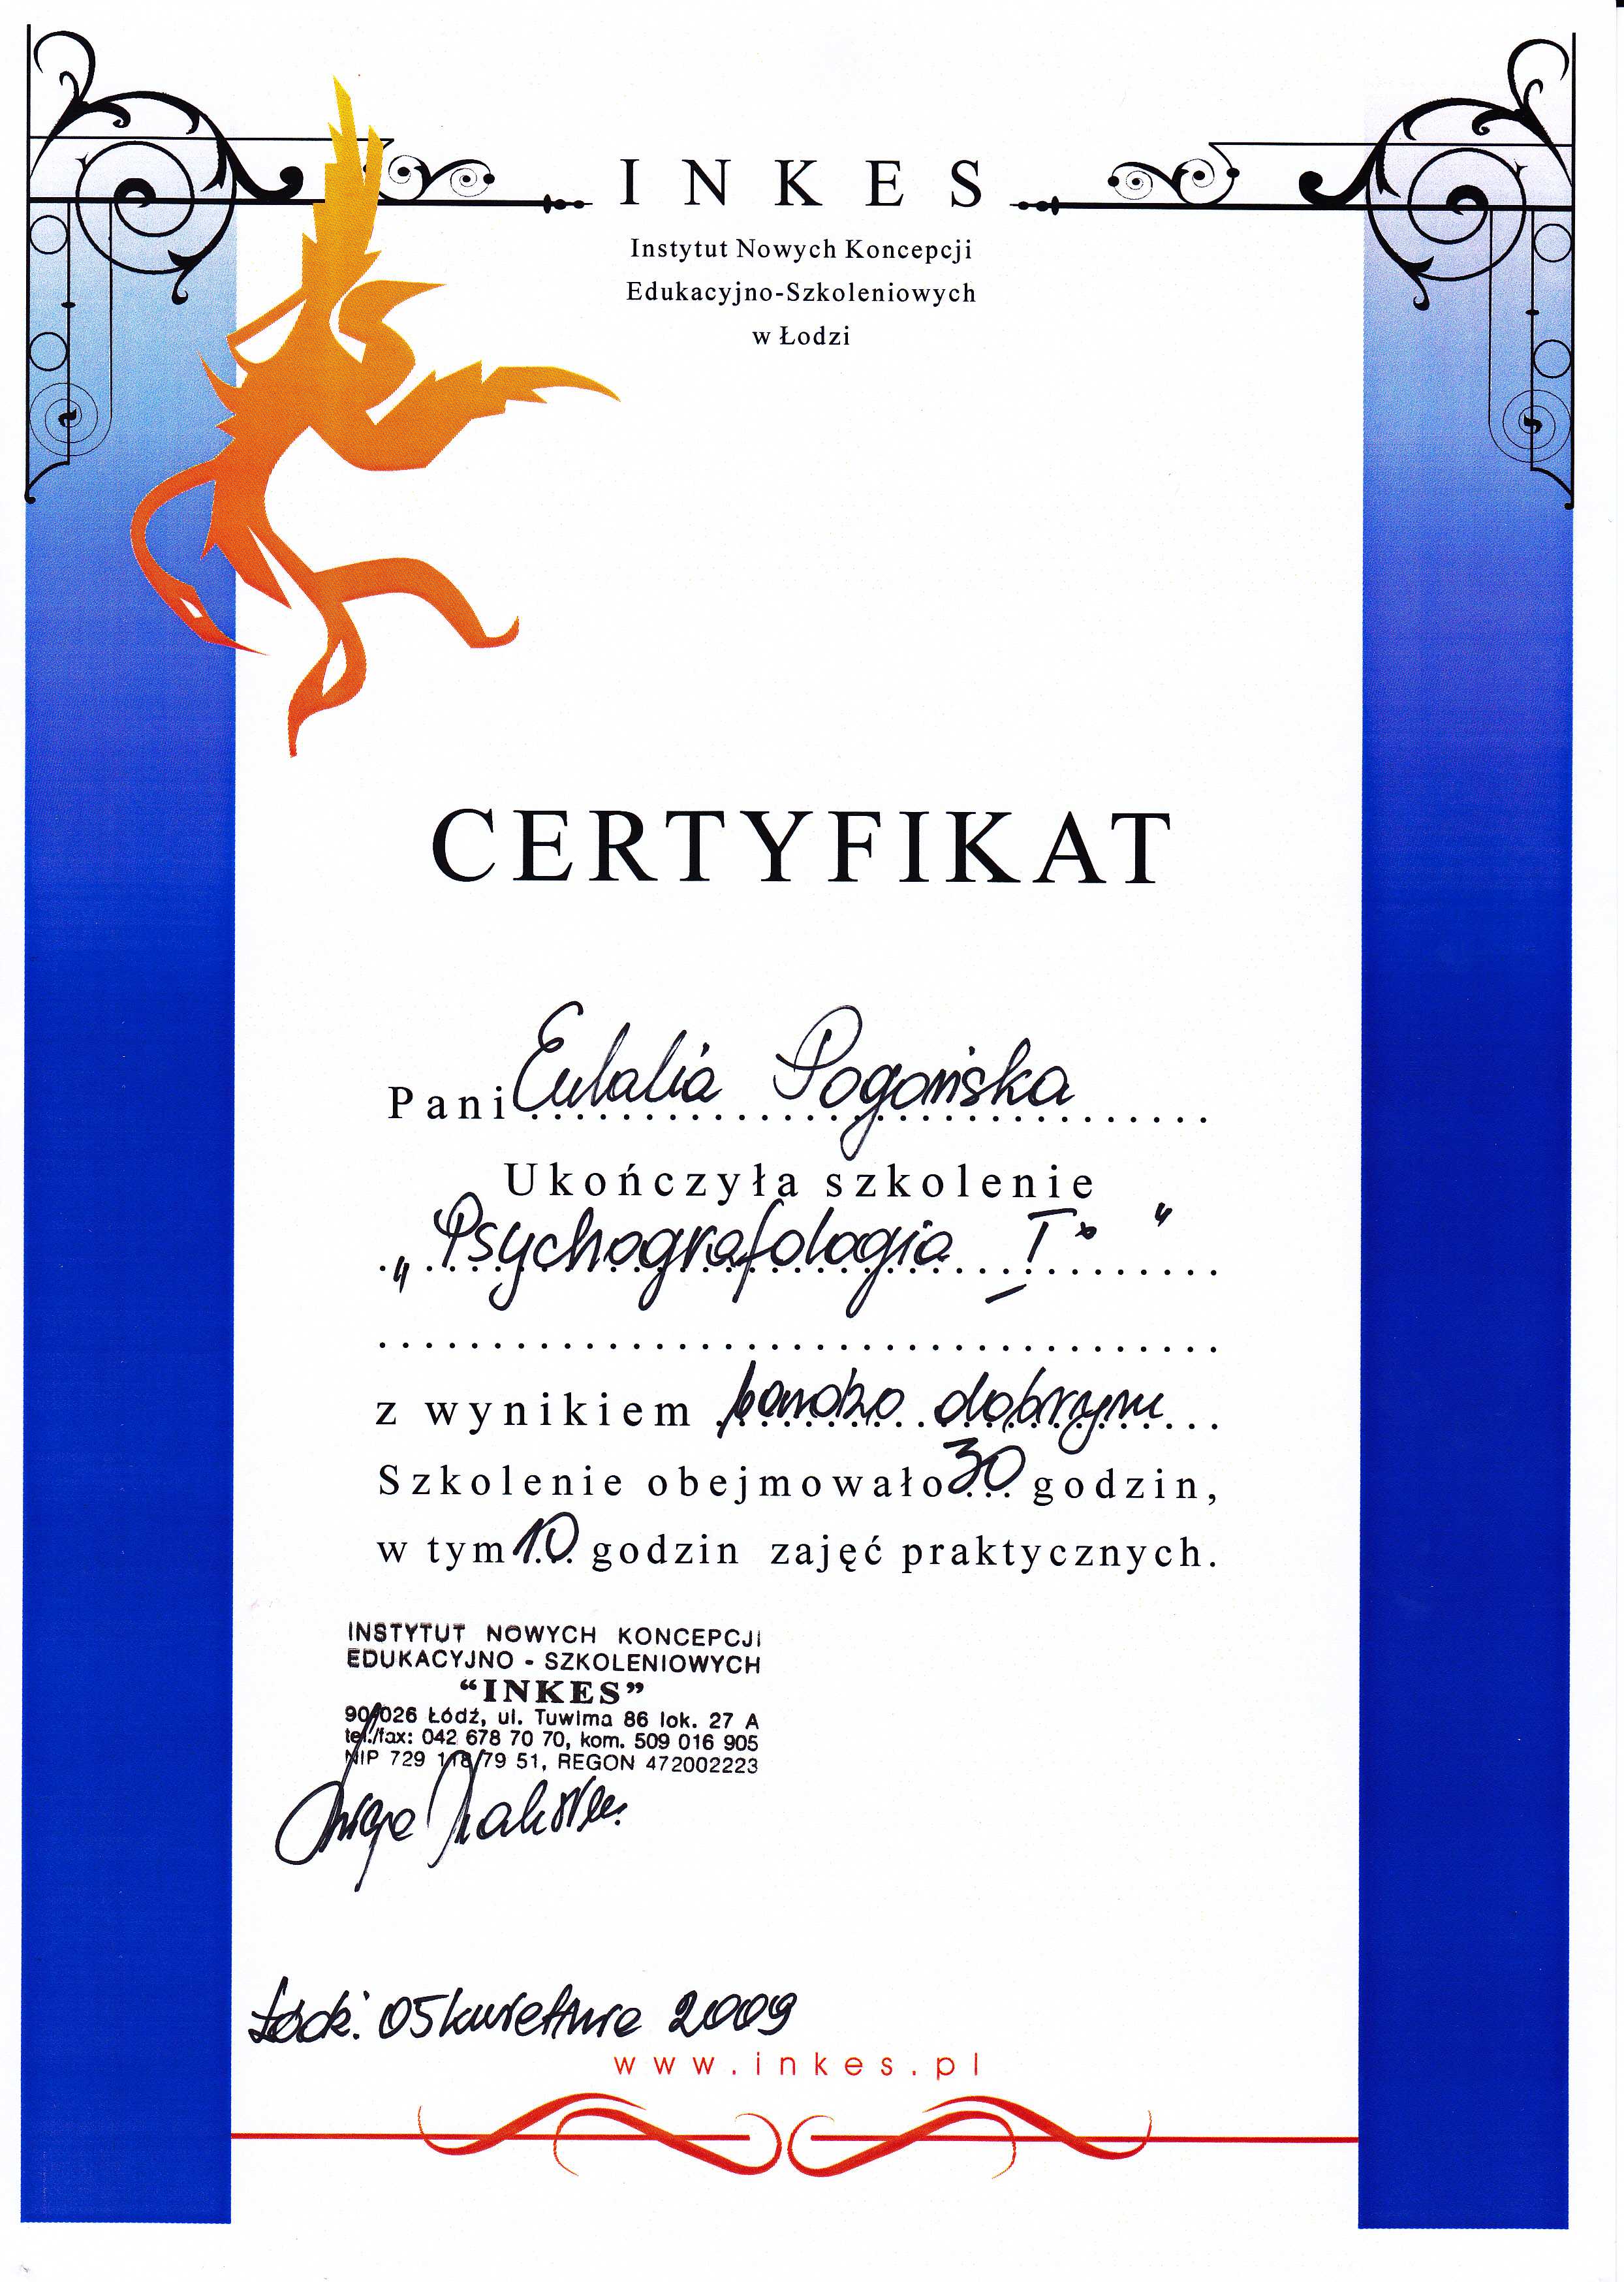 INKES
Instytut Nowych Koncepcji
Edukacyjno-Szkoleniowych
w Łodzi
CERTYFIKAT
Pani Eulalia Pogońska
Ukończyła szkolenie
„Psychografologia I° "
z wynikiem bardzo dobrym
Szkolenie obejmowało 30 godzin,
w tym 10 godzin zajęć praktycznych.
INSTYTUT NOWYCH KONCEPCJI
EDUKACYJNO - SZKOLENIOWYCH
“INKES”
90-026 Łódź, ul. Tuwima 86 lok. 27 A
tel./fax: 042 678 70 70, kom. 509 016 905
NIP 729 118 79 51, REGON 472002223
Łódź. 05 kwietnia 2009
www.inkes.pl